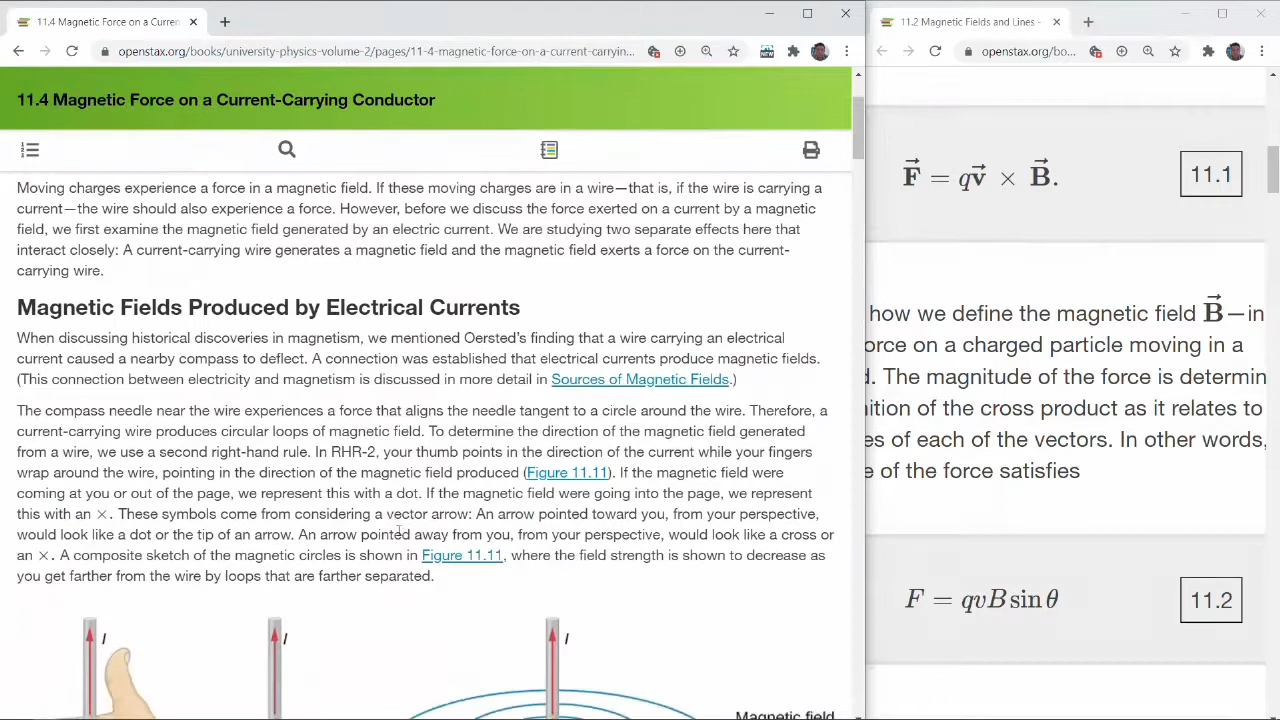 11.4 Magnetic Force on a Curren
openstax.org/books/university-physics-volume-2/pages/11-4-magnetic-force-on-a-current-carryin...
NEW
11.4 Magnetic Force on a Current-Carrying Conductor
Moving charges experience a force in a magnetic field. If these moving charges are in a wire—that is, if the wire is carrying a
current—the wire should also experience a force. However, before we discuss the force exerted on a current by a magnetic
field, we first examine the magnetic field generated by an electric current. We are studying two separate effects here that
interact closely: A current-carrying wire generates a magnetic field and the magnetic field exerts a force on the current-
carrying wire.
Magnetic Fields Produced by Electrical Currents
When discussing historical discoveries in magnetism, we mentioned Oersted's finding that a wire carrying an electrical
current caused a nearby compass to deflect. A connection was established that electrical currents produce magnetic fields.
(This connection between electricity and magnetism is discussed in more detail in Sources of Magnetic Fields.)
The compass needle near the wire experiences a force that aligns the needle tangent to a circle around the wire. Therefore, a
current-carrying wire produces circular loops of magnetic field. To determine the direction of the magnetic field generated
from a wire, we use a second right-hand rule. In RHR-2, your thumb points in the direction of the current while your fingers
wrap around the wire, pointing in the direction of the magnetic field produced (Figure 11.11). If the magnetic field were
coming at you or out of the page, we represent this with a dot. If the magnetic field were going into the page, we represent
this with an ×. These symbols come from considering a vector arrow: An arrow pointed toward you, from your perspective,
would look like a dot or the tip of an arrow. An arrow pointed away from you, from your perspective, would look like a cross or
an ×. A composite sketch of the magnetic circles is shown in Figure 11.11, where the field strength is shown to decrease as
you get farther from the wire by loops that are farther separated.
I
I
I
Magnetic field
11.2 Magnetic Fields and Lines -
openstax.org/bo...
F⃗ = qv⃗ × B⃗.
11.1
how we define the magnetic field B⃗—in
orce on a charged particle moving in a
d. The magnitude of the force is determin
nition of the cross product as it relates to
es of each of the vectors. In other words,
e of the force satisfies
F = qvB sin θ
11.2